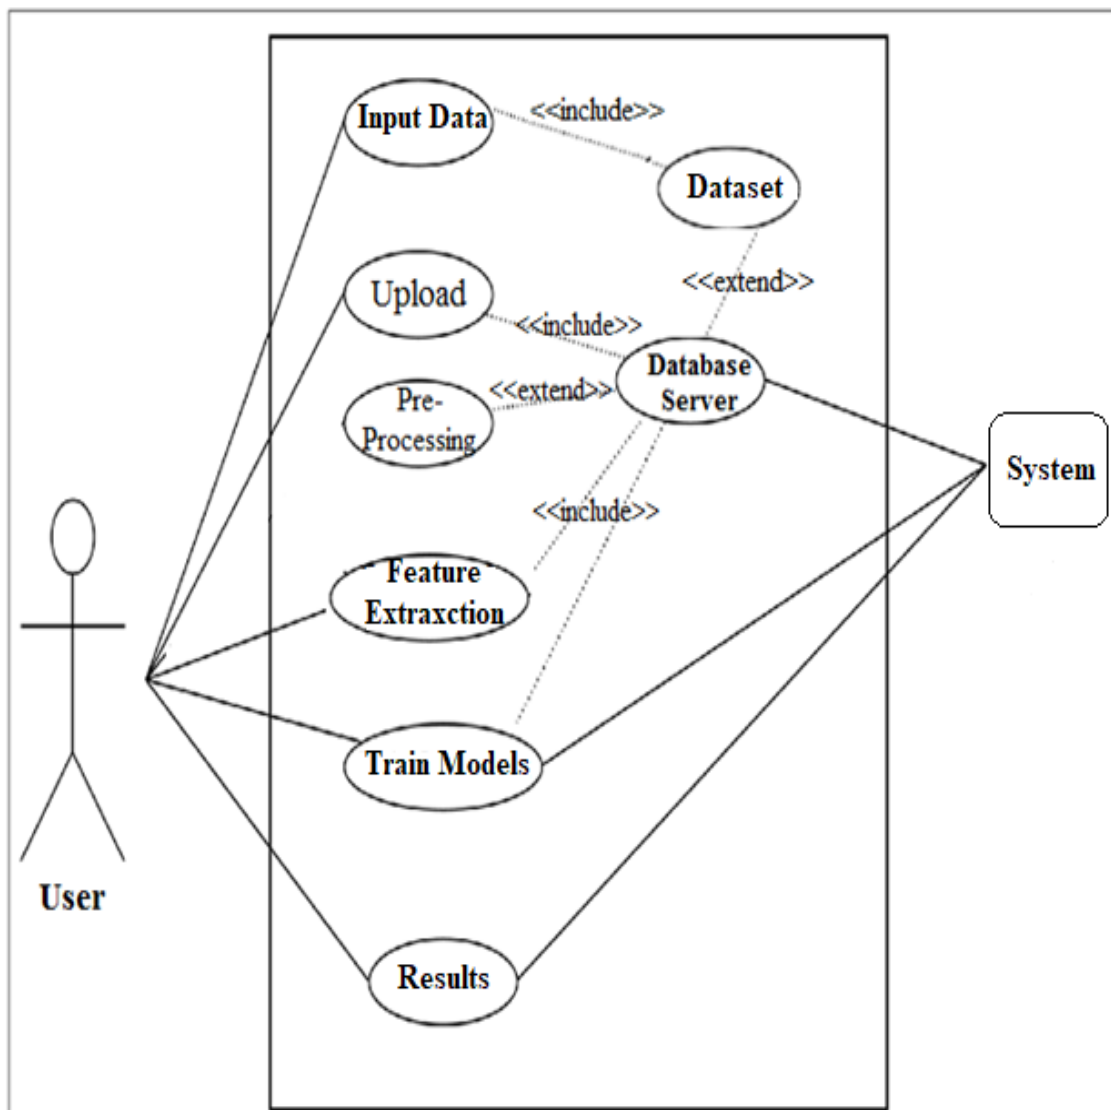 Input Data
<<include>>
Dataset
<<extend>>
Upload
<<include>>
Database
Server
Pre-
Processing
<<extend>>
System
<<include>>
Feature
Extraxction
Train Models
User
Results